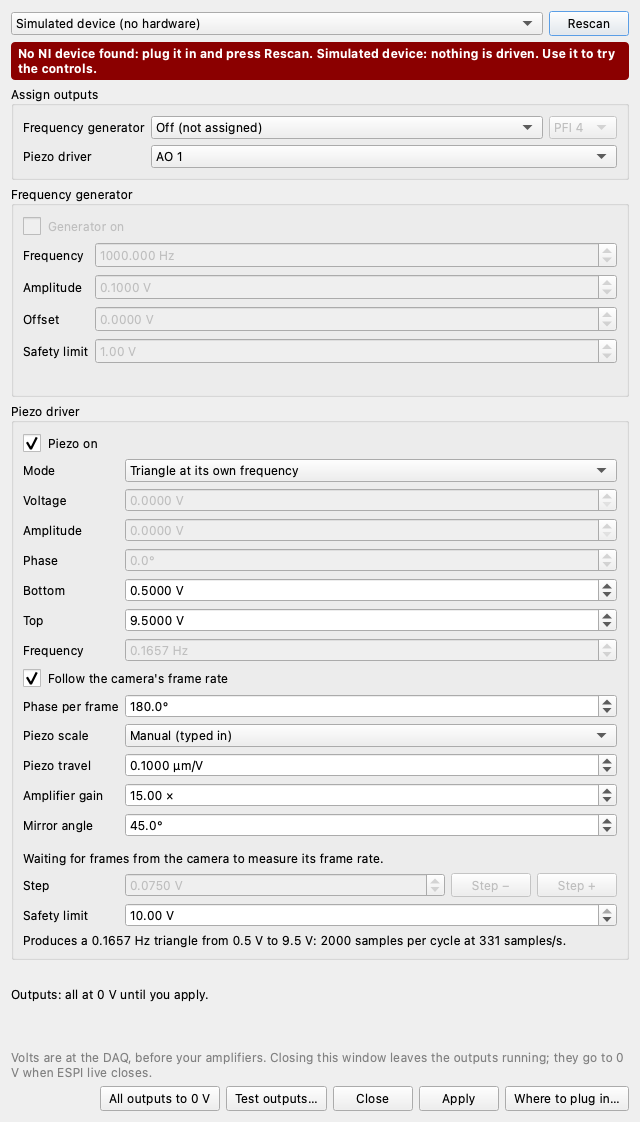 Simulated device (no hardware)
Rescan
No NI device found: plug it in and press Rescan. Simulated device: nothing is driven. Use it to try
the controls.
Assign outputs
Frequency generator Off (not assigned) PFI 4
Piezo driver AO 1
Frequency generator
Generator on
Frequency 1000.000 Hz
Amplitude 0.1000 V
Offset 0.0000 V
Safety limit 1.00 V
Piezo driver
Piezo on
Mode Triangle at its own frequency
Voltage 0.0000 V
Amplitude 0.0000 V
Phase 0.0°
Bottom 0.5000 V
Top 9.5000 V
Frequency 0.1657 Hz
Follow the camera's frame rate
Phase per frame 180.0°
Piezo scale Manual (typed in)
Piezo travel 0.1000 µm/V
Amplifier gain 15.00 ×
Mirror angle 45.0°
Waiting for frames from the camera to measure its frame rate.
Step 0.0750 V Step − Step +
Safety limit 10.00 V
Produces a 0.1657 Hz triangle from 0.5 V to 9.5 V: 2000 samples per cycle at 331 samples/s.
Outputs: all at 0 V until you apply.
Volts are at the DAQ, before your amplifiers. Closing this window leaves the outputs running; they go to 0
V when ESPI live closes.
All outputs to 0 V Test outputs... Close Apply Where to plug in...